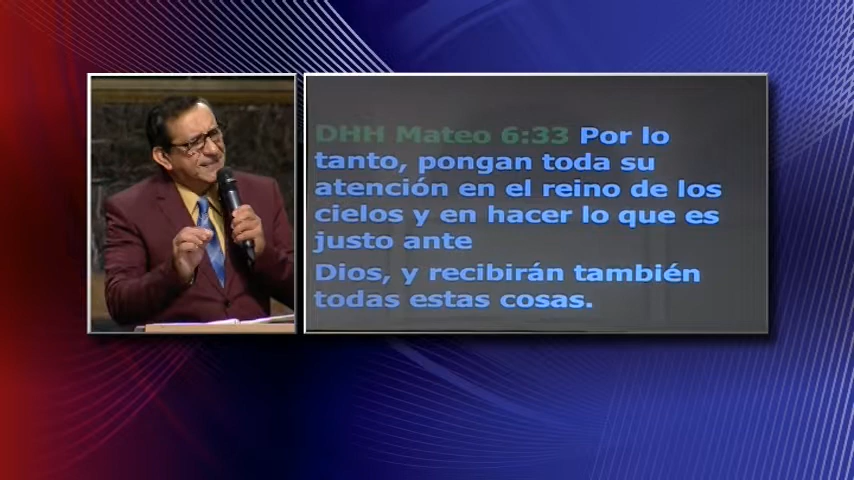 DHH Mateo 6:33 Por lo
tanto, pongan toda su
atención en el reino de los
cielos y en hacer lo que es
justo ante
Dios, y recibirán también
todas estas cosas.